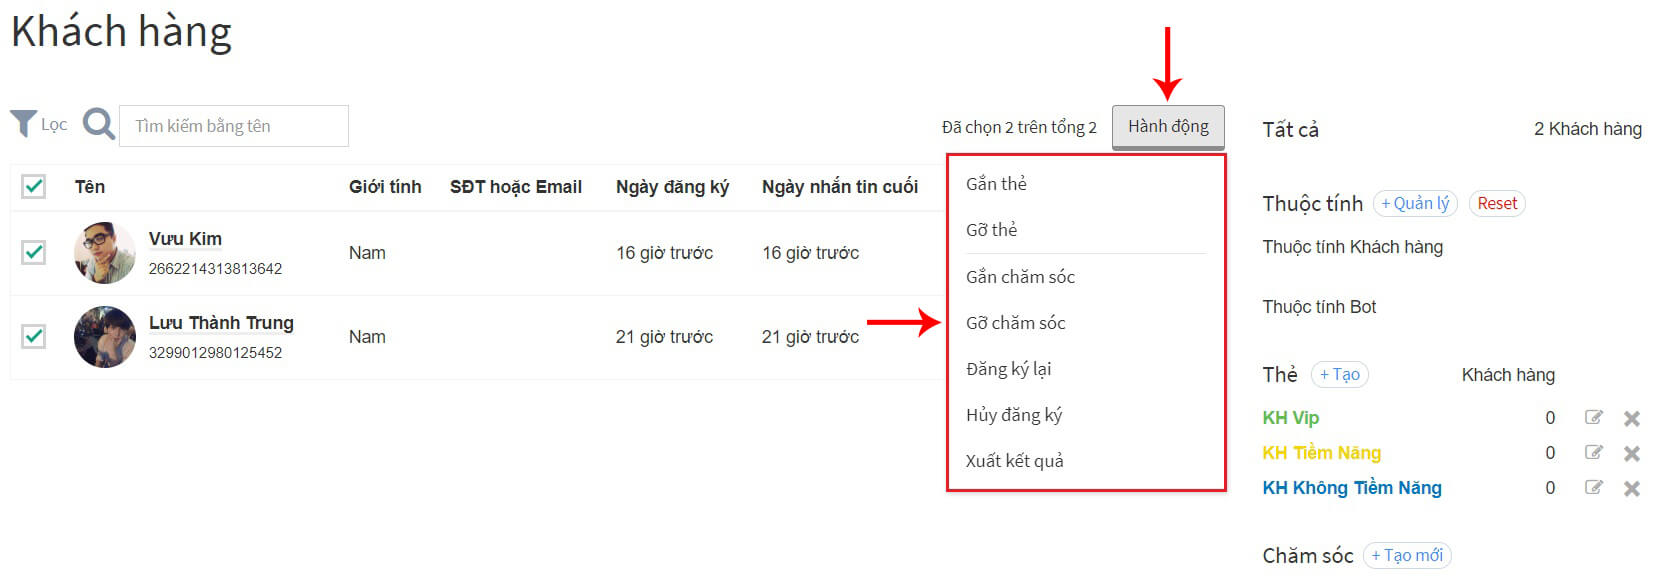 Khách hàng
Lọc
Tìm kiếm bằng tên
Đã chọn 2 trên tổng 2
Hành động
Tên Giới tính SĐT hoặc Email Ngày đăng ký Ngày nhắn tin cuối
Vưu Kim
2662214313813642
Nam 16 giờ trước 16 giờ trước
Lưu Thành Trung
3299012980125452
Nam 21 giờ trước 21 giờ trước
Gắn thẻ
Gỡ thẻ
Gắn chăm sóc
Gỡ chăm sóc
Đăng ký lại
Hủy đăng ký
Xuất kết quả
Tất cả 2 Khách hàng
Thuộc tính + Quản lý Reset
Thuộc tính Khách hàng
Thuộc tính Bot
Thẻ + Tạo Khách hàng
KH Vip 0
KH Tiềm Năng 0
KH Không Tiềm Năng 0
Chăm sóc + Tạo mới